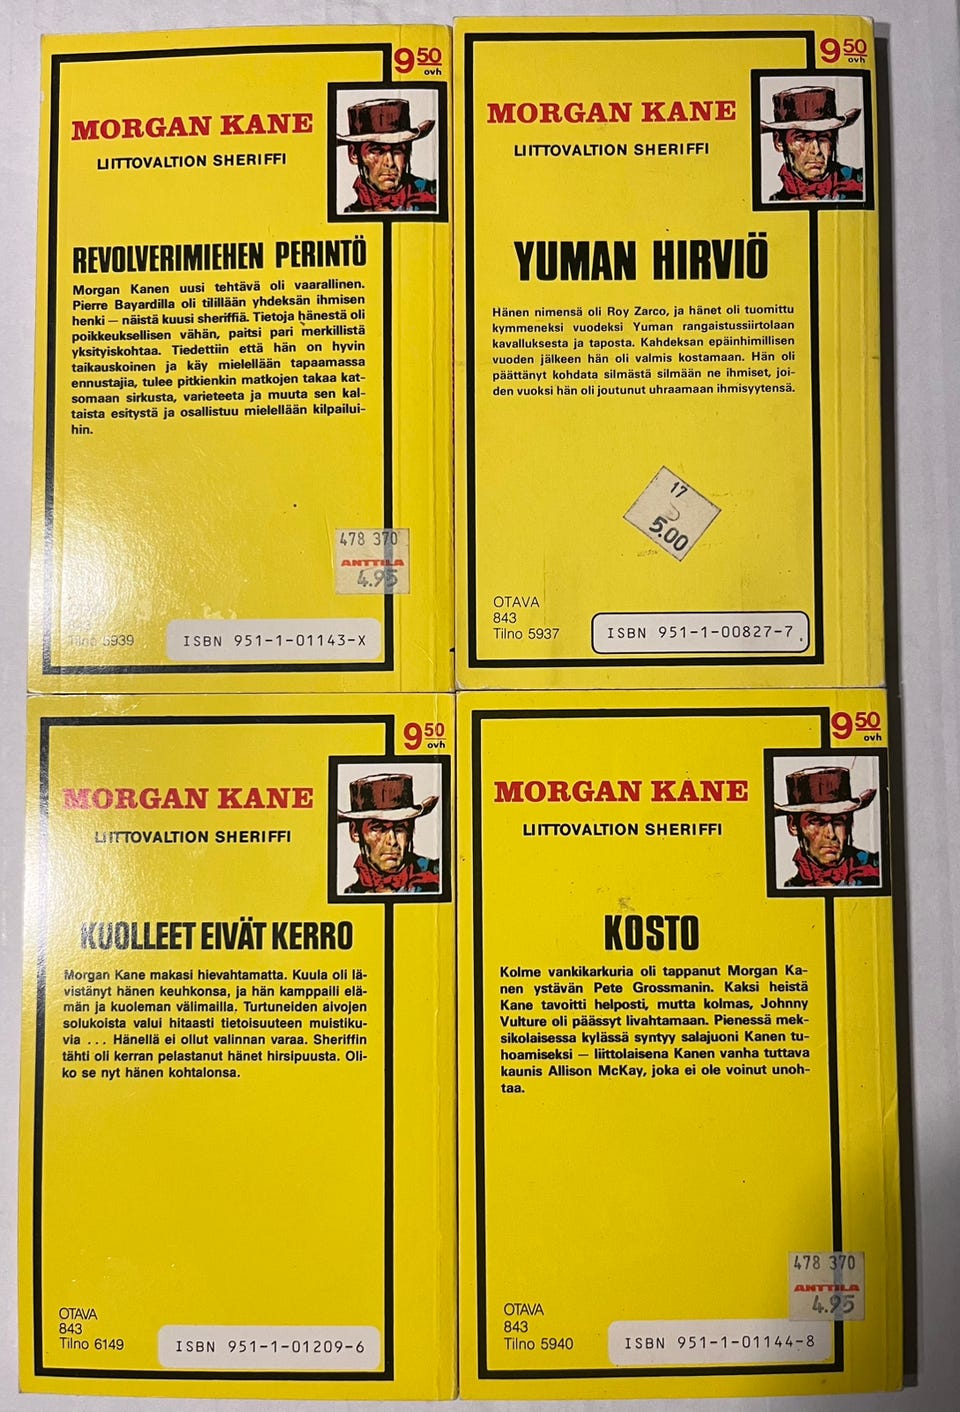 9 50
ovh
MORGAN KANE
LIITTOVALTION SHERIFFI
REVOLVERIMIEHEN PERINTÖ
Morgan Kanen uusi tehtävä oli vaarallinen.
Pierre Bayardilla oli tilillään yhdeksän ihmisen
henki — näistä kuusi sheriffiä. Tietoja hänestä oli
poikkeuksellisen vähän, paitsi pari merkillistä
yksityiskohtaa. Tiedettiin että hän on hyvin
taikauskoinen ja käy mielellään tapaamassa
ennustajia, tulee pitkienkin matkojen takaa kat-
somaan sirkusta, varieteeta ja muuta sen kal-
taista esitystä ja osallistuu mielellään kilpailui-
hin.
478 370
ANTTILA
4.95
Tilno 5939
ISBN 951-1-01143-X
9 50
ovh
MORGAN KANE
LIITTOVALTION SHERIFFI
YUMAN HIRVIÖ
Hänen nimensä oli Roy Zarco, ja hänet oli tuomittu
kymmeneksi vuodeksi Yuman rangaistussiirtolaan
kavalluksesta ja taposta. Kahdeksan epäinhimillisen
vuoden jälkeen hän oli valmis kostamaan. Hän oli
päättänyt kohdata silmästä silmään ne ihmiset, joi-
den vuoksi hän oli joutunut uhraamaan ihmisyytensä.
17
5.00
OTAVA
843
Tilno 5937
ISBN 951-1-00827-7
9 50
ovh
MORGAN KANE
LIITTOVALTION SHERIFFI
KUOLLEET EIVÄT KERRO
Morgan Kane makasi hievahtamatta. Kuula oli lä-
vistänyt hänen keuhkonsa, ja hän kamppaili elä-
män ja kuoleman välimailla. Turtuneiden aivojen
solukoista valui hitaasti tietoisuuteen muistiku-
via . . . Hänellä ei ollut valinnan varaa. Sheriffin
tähti oli kerran pelastanut hänet hirsipuusta. Oli-
ko se nyt hänen kohtalonsa.
OTAVA
843
Tilno 6149
ISBN 951-1-01209-6
9 50
ovh
MORGAN KANE
LIITTOVALTION SHERIFFI
KOSTO
Kolme vankikarkuria oli tappanut Morgan Ka-
nen ystävän Pete Grossmanin. Kaksi heistä
Kane tavoitti helposti, mutta kolmas, Johnny
Vulture oli päässyt livahtamaan. Pienessä mek-
sikolaisessa kylässä syntyy salajuoni Kanen tu-
hoamiseksi — liittolaisena Kanen vanha tuttava
kaunis Allison McKay, joka ei ole voinut unoh-
taa.
478 370
ANTTILA
4.95
OTAVA
843
Tilno 5940
ISBN 951-1-01144-8